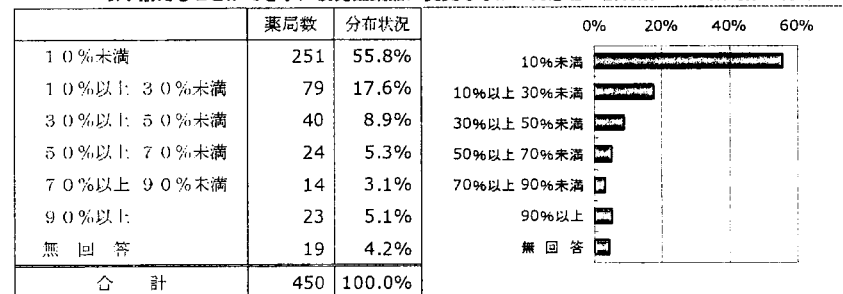 薬局数 分布状況
10%未満 251 55.8%
10%以上 30%未満 79 17.6%
30%以上 50%未満 40 8.9%
50%以上 70%未満 24 5.3%
70%以上 90%未満 14 3.1%
90%以上 23 5.1%
無 回 答 19 4.2%
合 計 450 100.0%
0% 20% 40% 60%
10%未満
10%以上 30%未満
30%以上 50%未満
50%以上 70%未満
70%以上 90%未満
90%以上
無 回 答